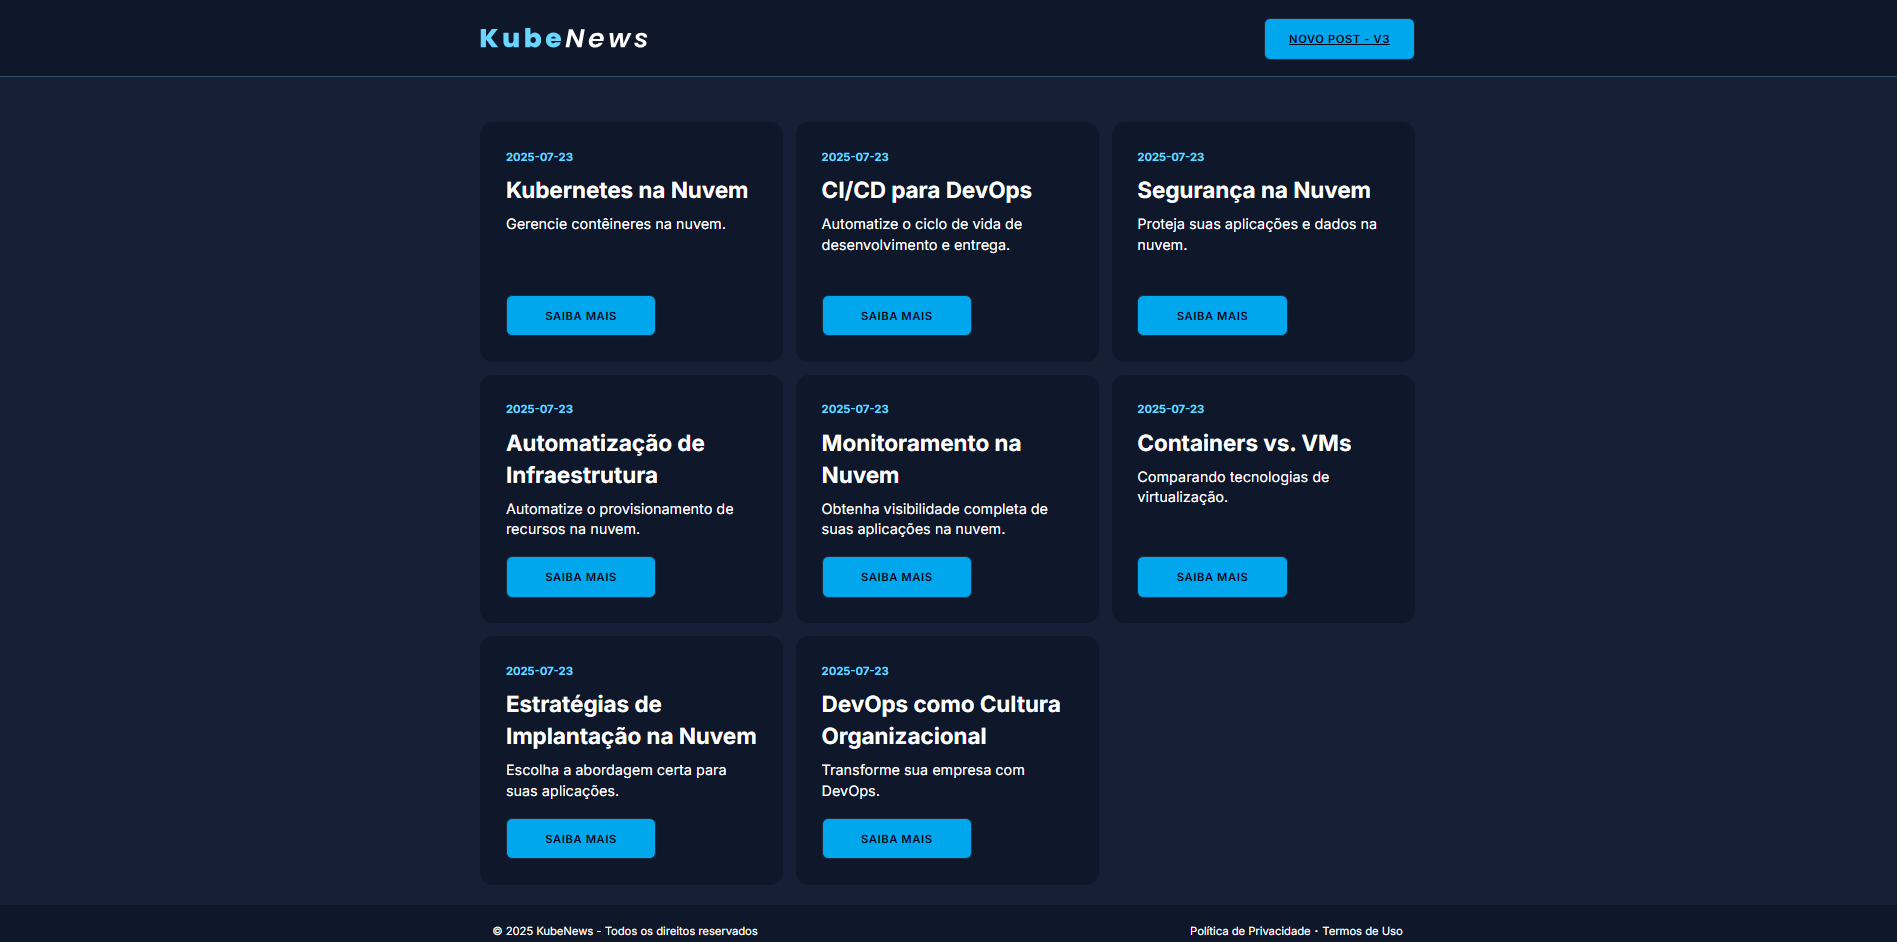 KubeNews
NOVO POST - V3
2025-07-23
Kubernetes na Nuvem
Gerencie contêineres na nuvem.
SAIBA MAIS
2025-07-23
CI/CD para DevOps
Automatize o ciclo de vida de
desenvolvimento e entrega.
SAIBA MAIS
2025-07-23
Segurança na Nuvem
Proteja suas aplicações e dados na
nuvem.
SAIBA MAIS
2025-07-23
Automatização de
Infraestrutura
Automatize o provisionamento de
recursos na nuvem.
SAIBA MAIS
2025-07-23
Monitoramento na
Nuvem
Obtenha visibilidade completa de
suas aplicações na nuvem.
SAIBA MAIS
2025-07-23
Containers vs. VMs
Comparando tecnologias de
virtualização.
SAIBA MAIS
2025-07-23
Estratégias de
Implantação na Nuvem
Escolha a abordagem certa para
suas aplicações.
SAIBA MAIS
2025-07-23
DevOps como Cultura
Organizacional
Transforme sua empresa com
DevOps.
SAIBA MAIS
© 2025 KubeNews - Todos os direitos reservados
Política de Privacidade · Termos de Uso